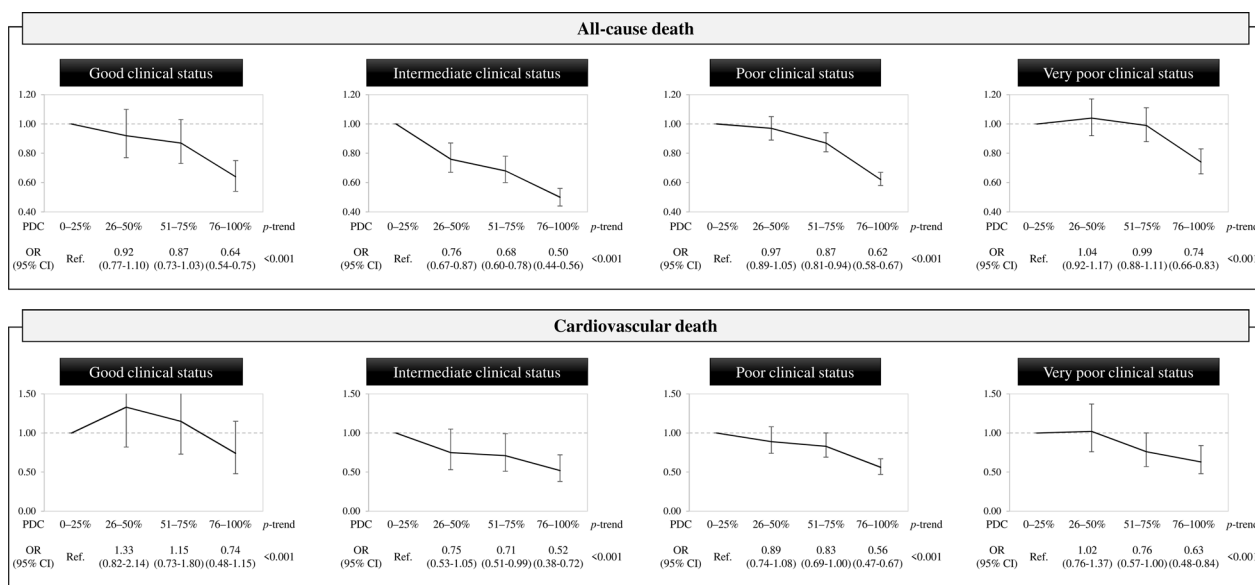 All-cause death
Good clinical status
Intermediate clinical status
Poor clinical status
Very poor clinical status
1.20 1.20 1.20 1.20
1.00 1.00 1.00 1.00
0.80 0.80 0.80 0.80
0.60 0.60 0.60 0.60
0.40 0.40 0.40 0.40
PDC 0–25% 26–50% 51–75% 76–100% p-trend PDC 0–25% 26–50% 51–75% 76–100% p-trend PDC 0–25% 26–50% 51–75% 76–100% p-trend PDC 0–25% 26–50% 51–75% 76–100% p-trend
OR (95% CI) Ref. 0.92 (0.77-1.10) 0.87 (0.73-1.03) 0.64 (0.54-0.75) <0.001
OR (95% CI) Ref. 0.76 (0.67-0.87) 0.68 (0.60-0.78) 0.50 (0.44-0.56) <0.001
OR (95% CI) Ref. 0.97 (0.89-1.05) 0.87 (0.81-0.94) 0.62 (0.58-0.67) <0.001
OR (95% CI) Ref. 1.04 (0.92-1.17) 0.99 (0.88-1.11) 0.74 (0.66-0.83) <0.001
Cardiovascular death
Good clinical status
Intermediate clinical status
Poor clinical status
Very poor clinical status
1.50 1.50 1.50 1.50
1.00 1.00 1.00 1.00
0.50 0.50 0.50 0.50
0.00 0.00 0.00 0.00
PDC 0–25% 26–50% 51–75% 76–100% p-trend PDC 0–25% 26–50% 51–75% 76–100% p-trend PDC 0–25% 26–50% 51–75% 76–100% p-trend PDC 0–25% 26–50% 51–75% 76–100% p-trend
OR (95% CI) Ref. 1.33 (0.82-2.14) 1.15 (0.73-1.80) 0.74 (0.48-1.15) <0.001
OR (95% CI) Ref. 0.75 (0.53-1.05) 0.71 (0.51-0.99) 0.52 (0.38-0.72) <0.001
OR (95% CI) Ref. 0.89 (0.74-1.08) 0.83 (0.69-1.00) 0.56 (0.47-0.67) <0.001
OR (95% CI) Ref. 1.02 (0.76-1.37) 0.76 (0.57-1.00) 0.63 (0.48-0.84) <0.001